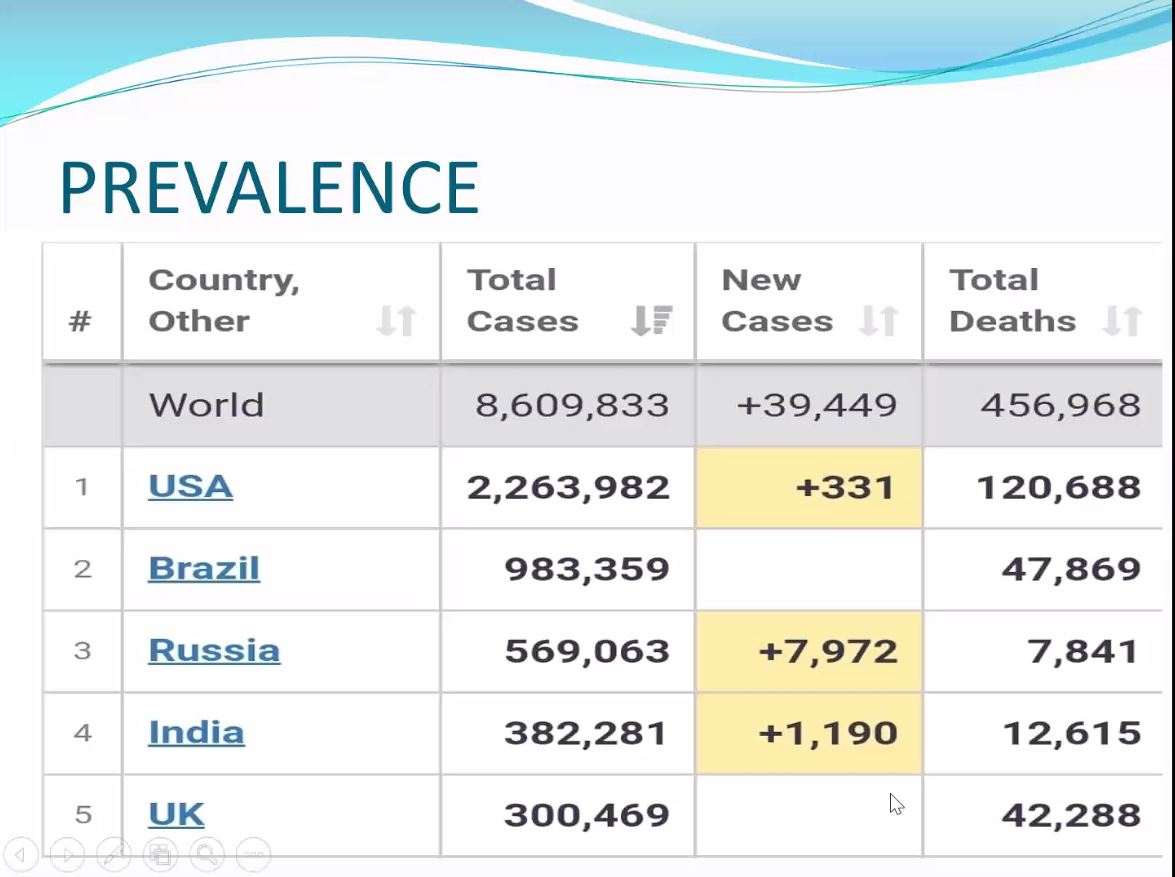 PREVALENCE
# Country, Other Total Cases New Cases Total Deaths
World 8,609,833 +39,449 456,968
1 USA 2,263,982 +331 120,688
2 Brazil 983,359 47,869
3 Russia 569,063 +7,972 7,841
4 India 382,281 +1,190 12,615
5 UK 300,469 42,288